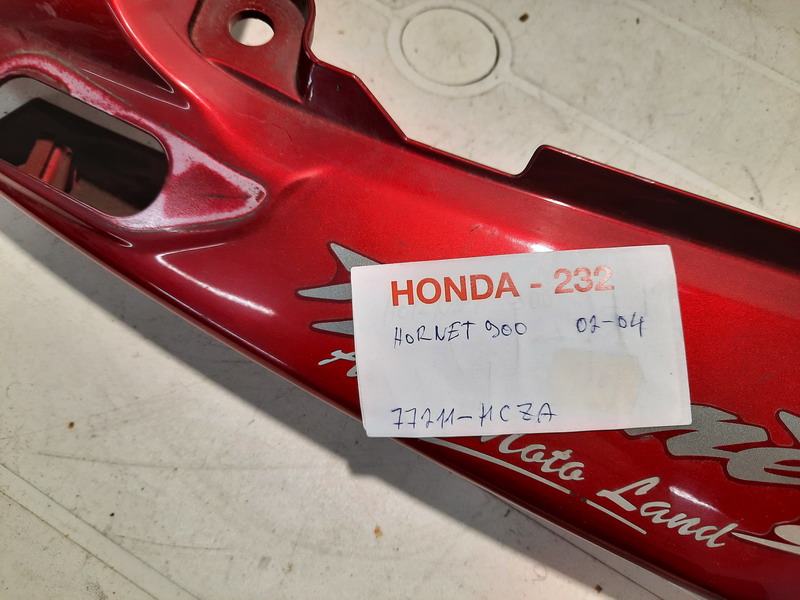 HONDA - 232
HORNET 900 02-04
77211-MCZA
Moto Land